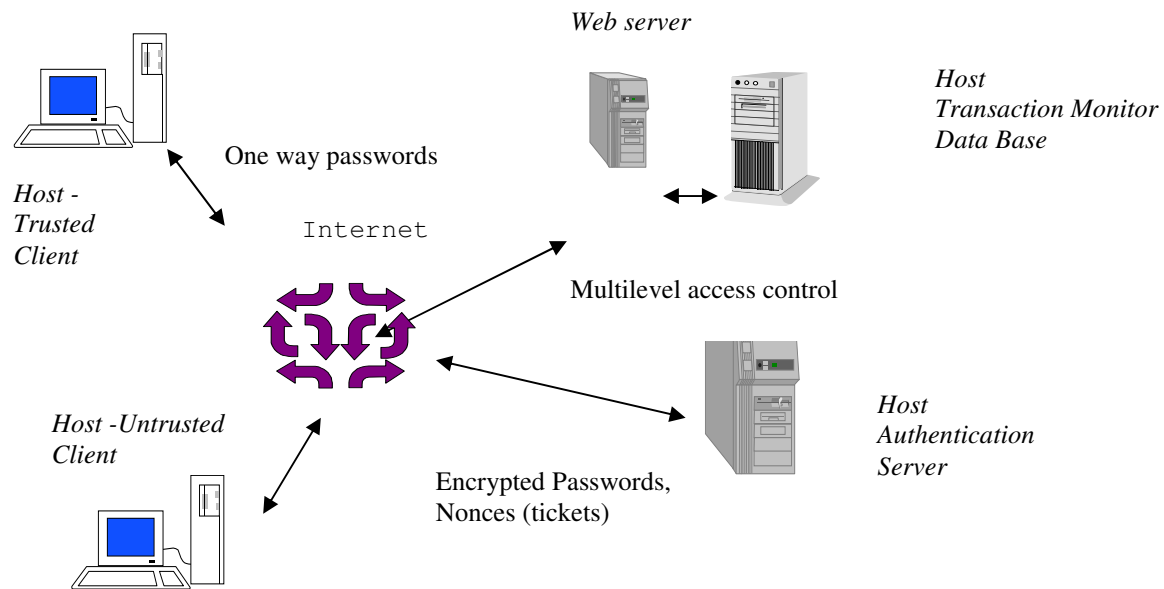 Web server
Host
Transaction Monitor
Data Base
One way passwords
Host -
Trusted
Client
Internet
Multilevel access control
Host -Untrusted
Client
Host
Authentication
Server
Encrypted Passwords,
Nonces (tickets)